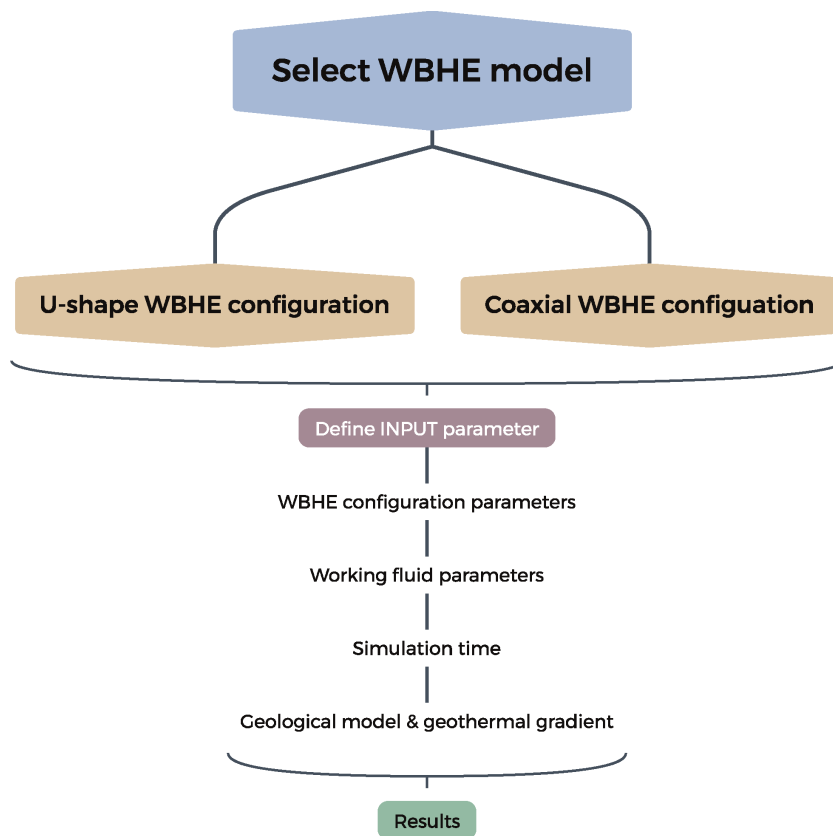 Select WBHE model
U-shape WBHE configuration
Coaxial WBHE configuation
Define INPUT parameter
WBHE configuration parameters
Working fluid parameters
Simulation time
Geological model & geothermal gradient
Results